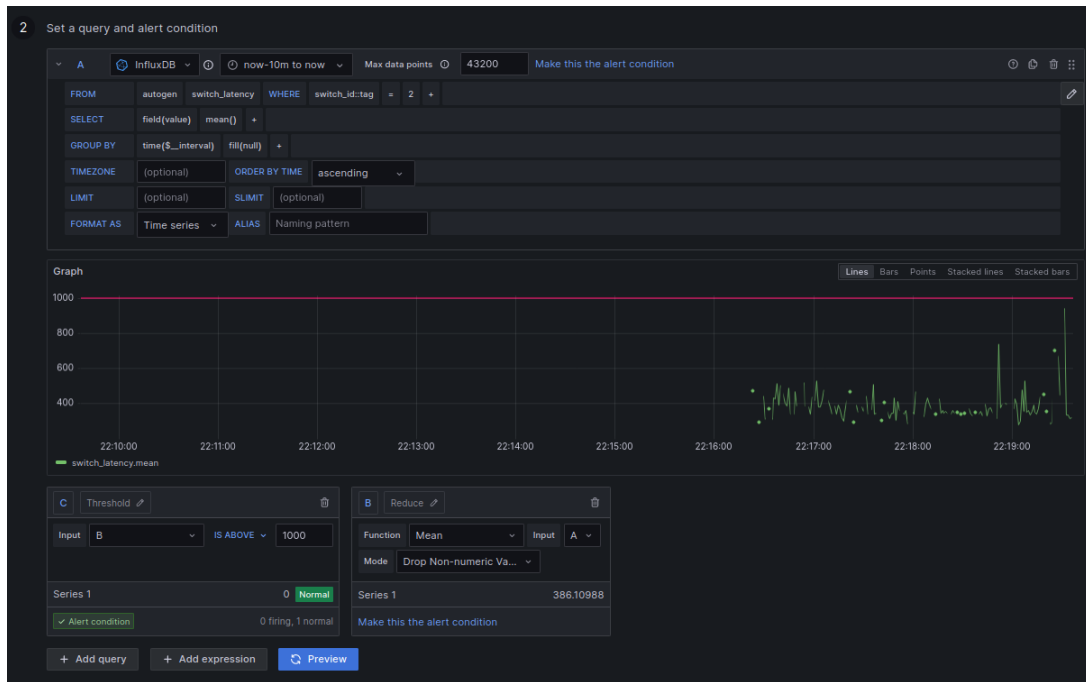 2 Set a query and alert condition
A InfluxDB now-10m to now Max data points 43200 Make this the alert condition
FROM autogen switch_latency WHERE switch_id::tag = 2 +
SELECT field(value) mean() +
GROUP BY time($__interval) fill(null) +
TIMEZONE (optional) ORDER BY TIME ascending
LIMIT (optional) SLIMIT (optional)
FORMAT AS Time series ALIAS Naming pattern
Graph Lines Bars Points Stacked lines Stacked bars
1000
800
600
400
22:10:00 22:11:00 22:12:00 22:13:00 22:14:00 22:15:00 22:16:00 22:17:00 22:18:00 22:19:00
switch_latency.mean
C Threshold
Input B IS ABOVE 1000
Series 1 0 Normal
Alert condition 0 firing, 1 normal
B Reduce
Function Mean Input A
Mode Drop Non-numeric Va...
Series 1 386.10988
Make this the alert condition
+ Add query + Add expression Preview